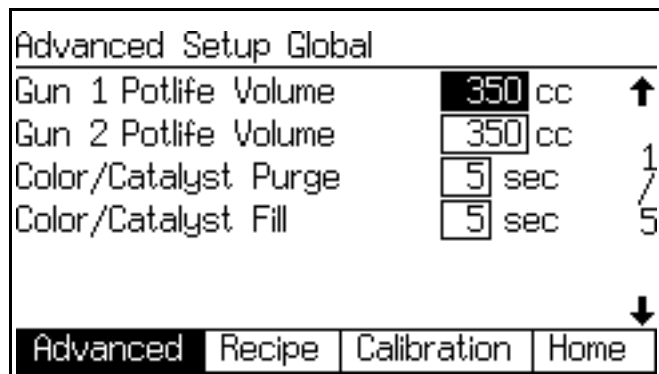 Advanced Setup Global
Gun 1 Potlife Volume 350 cc
Gun 2 Potlife Volume 350 cc
Color/Catalyst Purge 5 sec
Color/Catalyst Fill 5 sec
1/5
Advanced Recipe Calibration Home